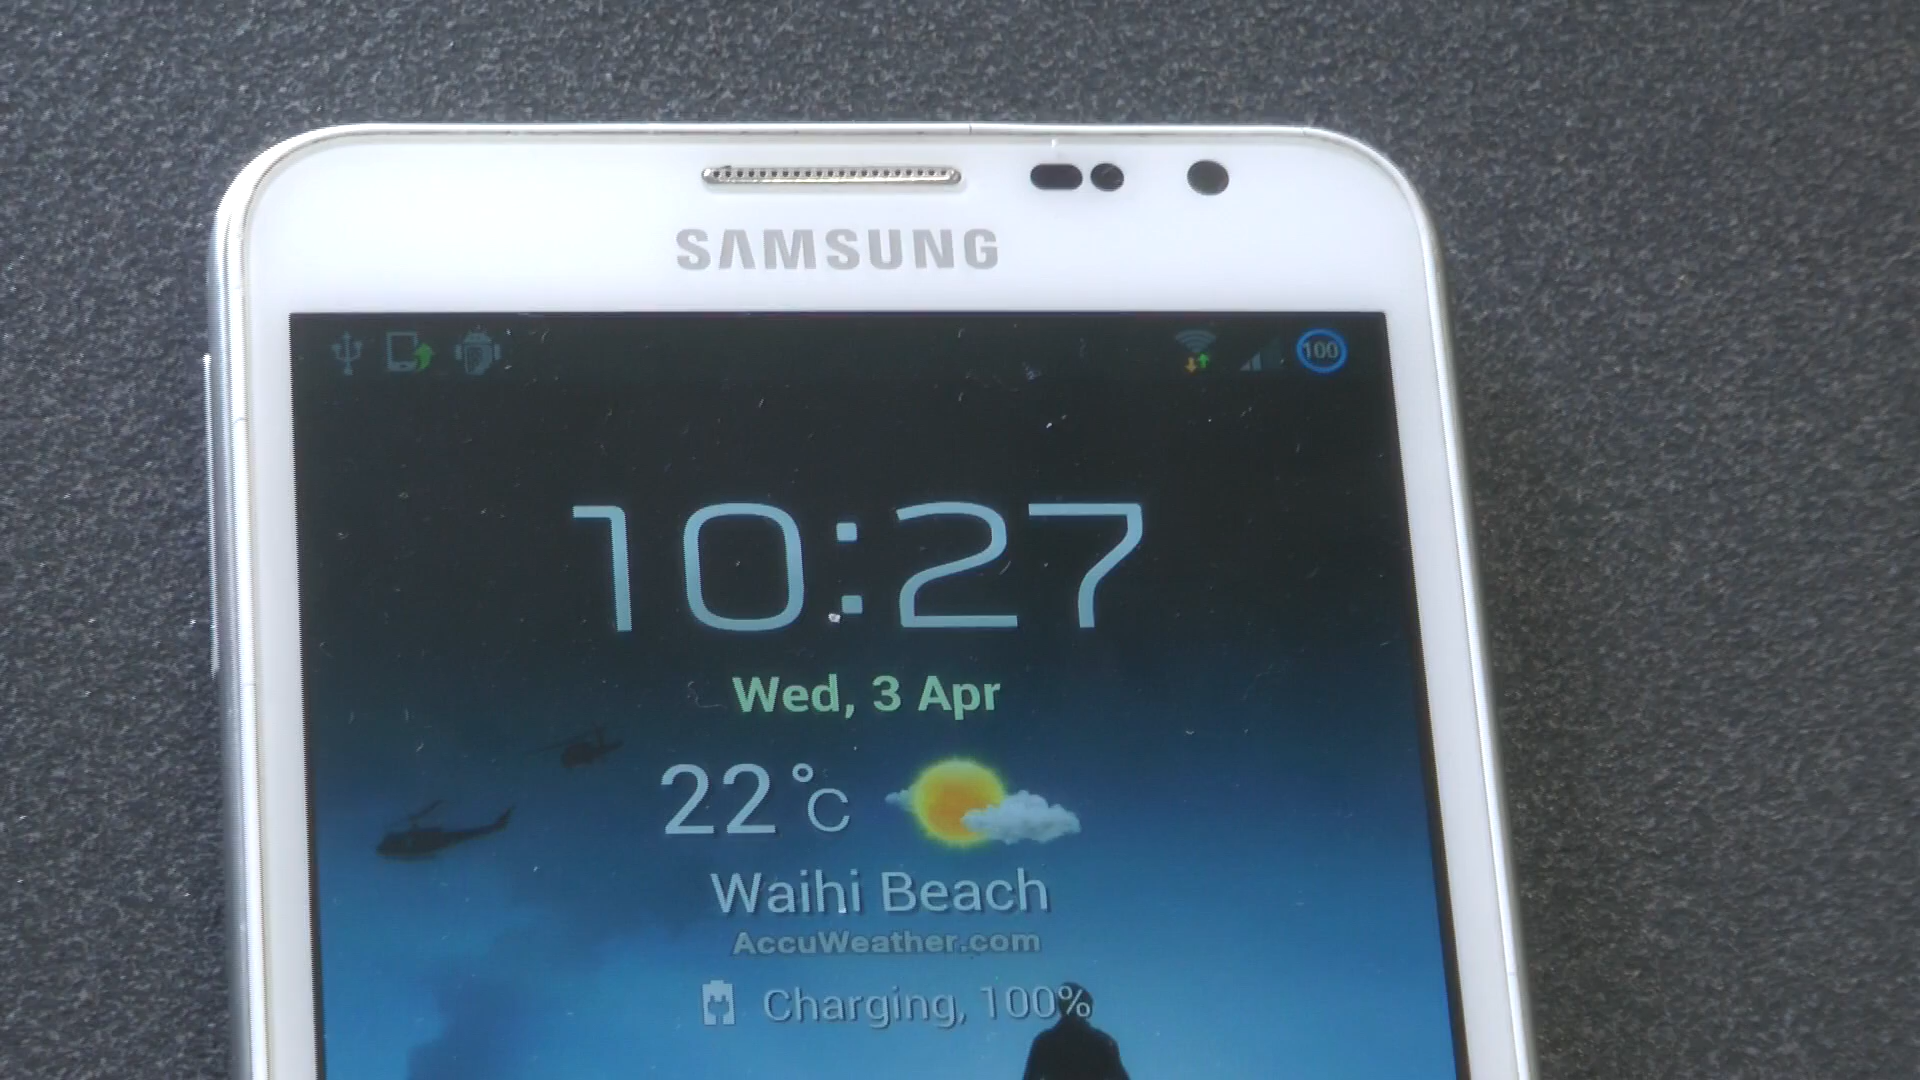 SAMSUNG
100
10:27
Wed, 3 Apr
22°C
Waihi Beach
AccuWeather.com
Charging, 100%